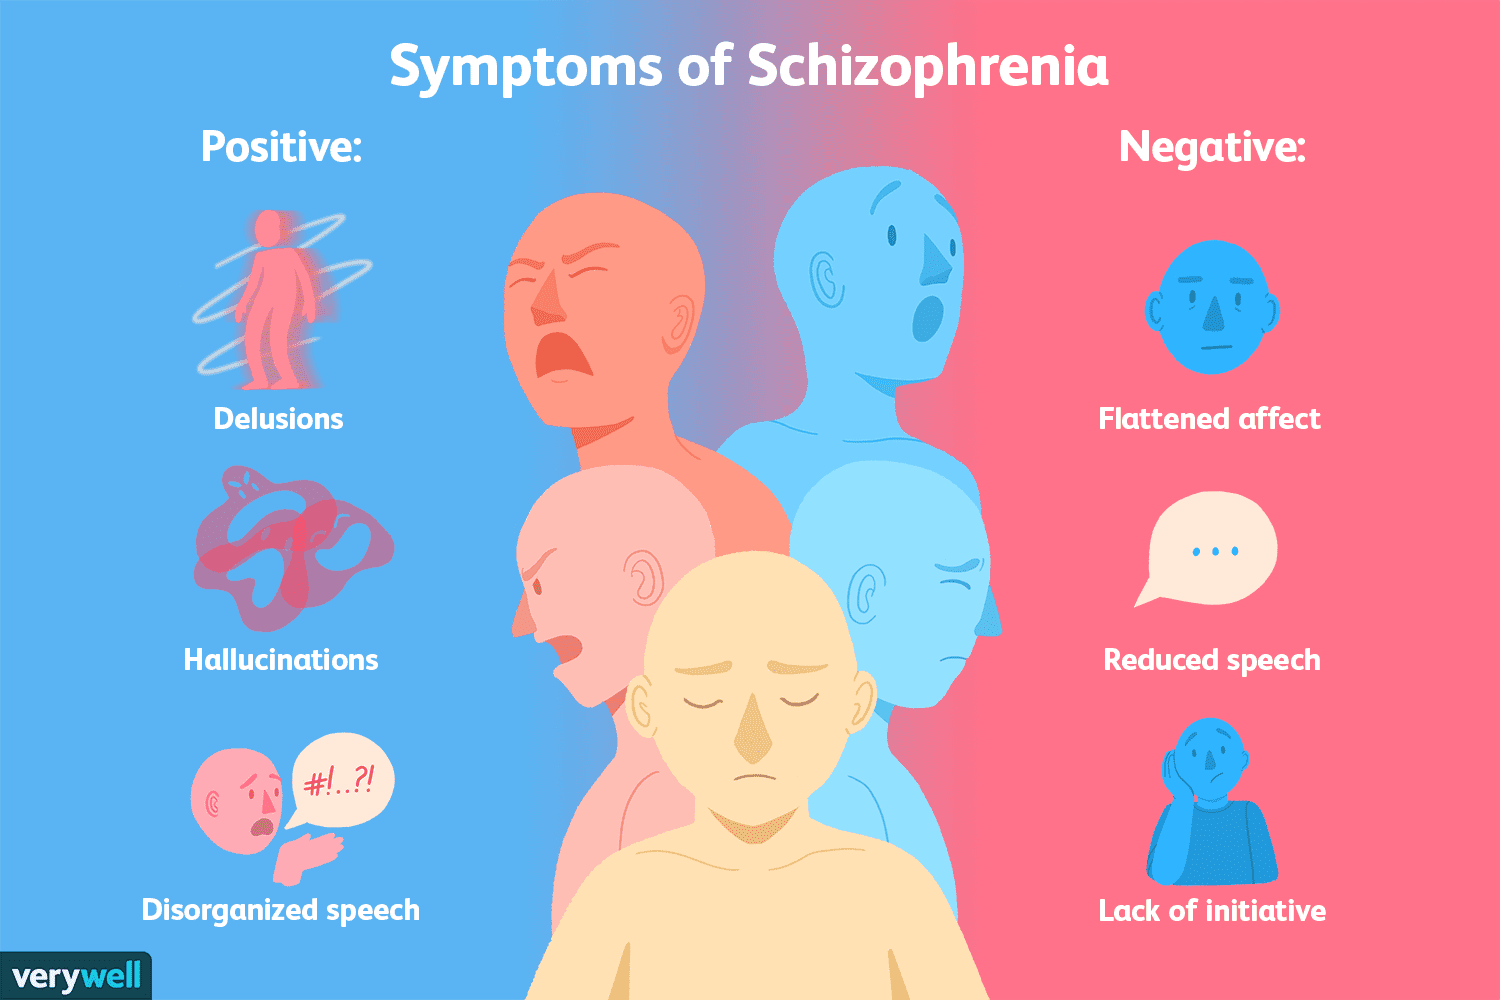 Symptoms of Schizophrenia
Positive:
Delusions
Hallucinations
#!..?!
Disorganized speech
Negative:
Flattened affect
...
Reduced speech
Lack of initiative
verywell